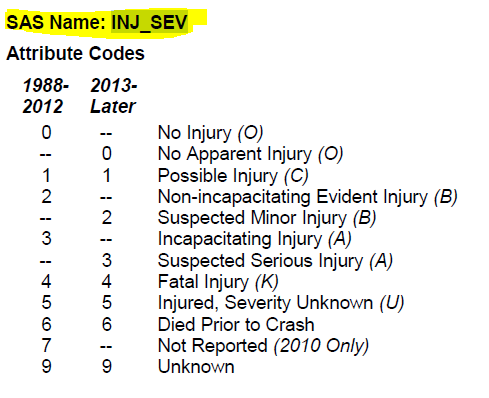 SAS Name: INJ_SEV
Attribute Codes
1988- 2013-
2012 Later
0 -- No Injury (O)
-- 0 No Apparent Injury (O)
1 1 Possible Injury (C)
2 -- Non-incapacitating Evident Injury (B)
-- 2 Suspected Minor Injury (B)
3 -- Incapacitating Injury (A)
-- 3 Suspected Serious Injury (A)
4 4 Fatal Injury (K)
5 5 Injured, Severity Unknown (U)
6 6 Died Prior to Crash
7 -- Not Reported (2010 Only)
9 9 Unknown